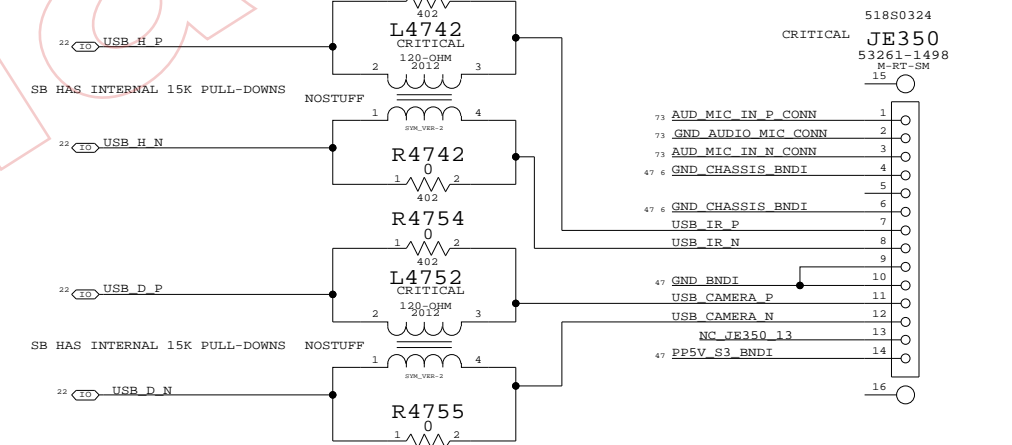 402
L4742
CRITICAL
120-OHM
2012
2 3
22 IO USB_H_P
SB HAS INTERNAL 15K PULL-DOWNS
NOSTUFF
1 4
SYM_VER-2
22 IO USB_H_N
R4742
0
1 2
402
R4754
0
1 2
402
L4752
CRITICAL
120-OHM
2012
2 3
22 IO USB_D_P
SB HAS INTERNAL 15K PULL-DOWNS NOSTUFF
1 4
SYM_VER-2
22 IO USB_D_N
R4755
0
1 2
518S0324
CRITICAL JE350
53261-1498
M-RT-SM
15
73 AUD_MIC_IN_P_CONN 1
73 GND_AUDIO_MIC_CONN 2
73 AUD_MIC_IN_N_CONN 3
47 6 GND_CHASSIS_BNDI 4
5
47 6 GND_CHASSIS_BNDI 6
USB_IR_P 7
USB_IR_N 8
9
47 GND_BNDI 10
USB_CAMERA_P 11
USB_CAMERA_N 12
NC_JE350_13 13
47 PP5V_S3_BNDI 14
16